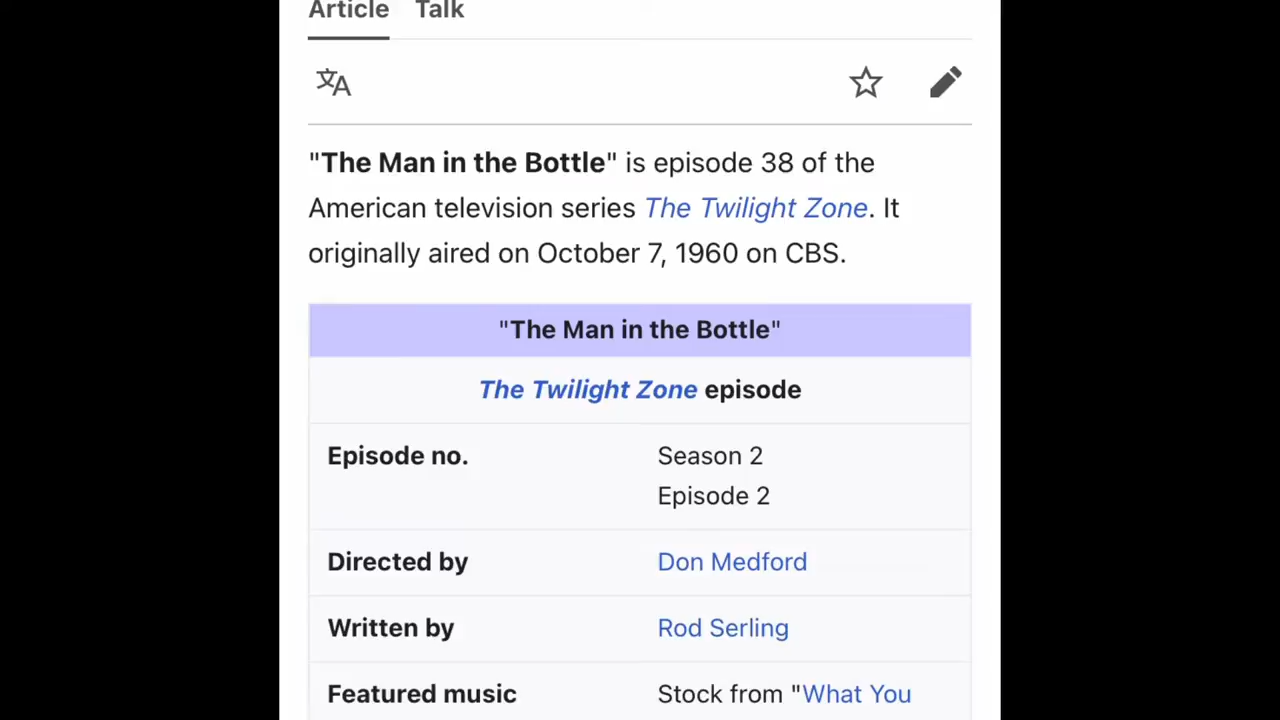 Article Talk
"The Man in the Bottle" is episode 38 of the
American television series The Twilight Zone. It
originally aired on October 7, 1960 on CBS.
"The Man in the Bottle"
The Twilight Zone episode
Episode no. Season 2
Episode 2
Directed by Don Medford
Written by Rod Serling
Featured music Stock from "What You